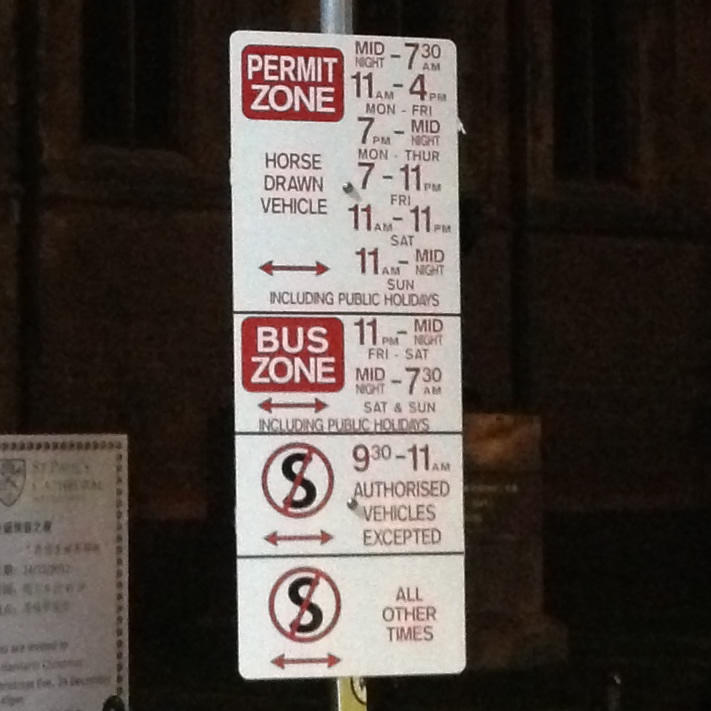 PERMIT ZONE
MID NIGHT - 7 30 AM
11 AM - 4 PM
MON - FRI
7 PM - MID NIGHT
MON - THUR
HORSE
DRAWN
VEHICLE
7 - 11 PM
FRI
11 AM - 11 PM
SAT
11 AM - MID NIGHT
SUN
INCLUDING PUBLIC HOLIDAYS
BUS ZONE
11 PM - MID NIGHT
FRI - SAT
MID NIGHT - 7 30 AM
SAT & SUN
INCLUDING PUBLIC HOLIDAYS
S
9 30 - 11 AM
AUTHORISED
VEHICLES
EXCEPTED
S
ALL
OTHER
TIMES
ST PAUL'S
CATHEDRAL